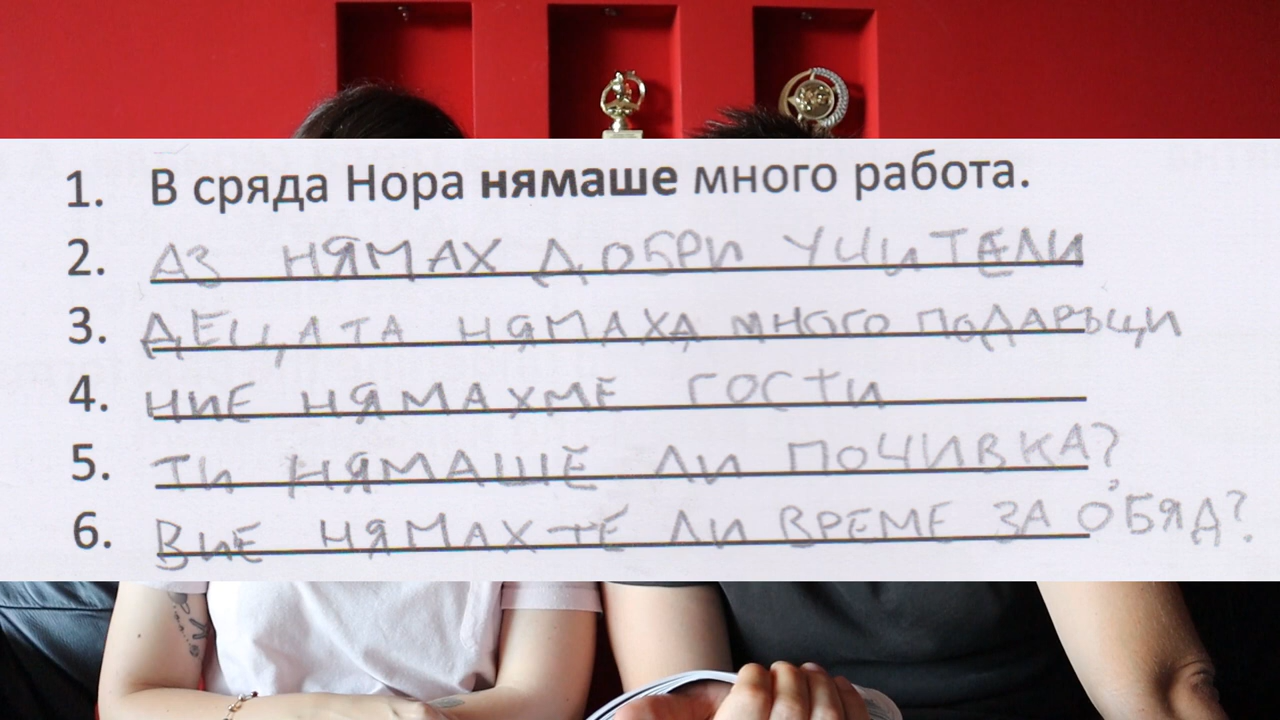 1. В сряда Нора нямаше много работа.
2. АЗ НЯМАХ ДОБРИ УЧИТЕЛИ
3. ДЕЦАТА НЯМАХА МНОГО ПОДАРЪЦИ
4. НИЕ НЯМАХМЕ ГОСТИ
5. ТИ НЯМАШЕ ЛИ ПОЧИВКА?
6. ВИЕ НЯМАХТЕ ЛИ ВРЕМЕ ЗА ОБЯД?